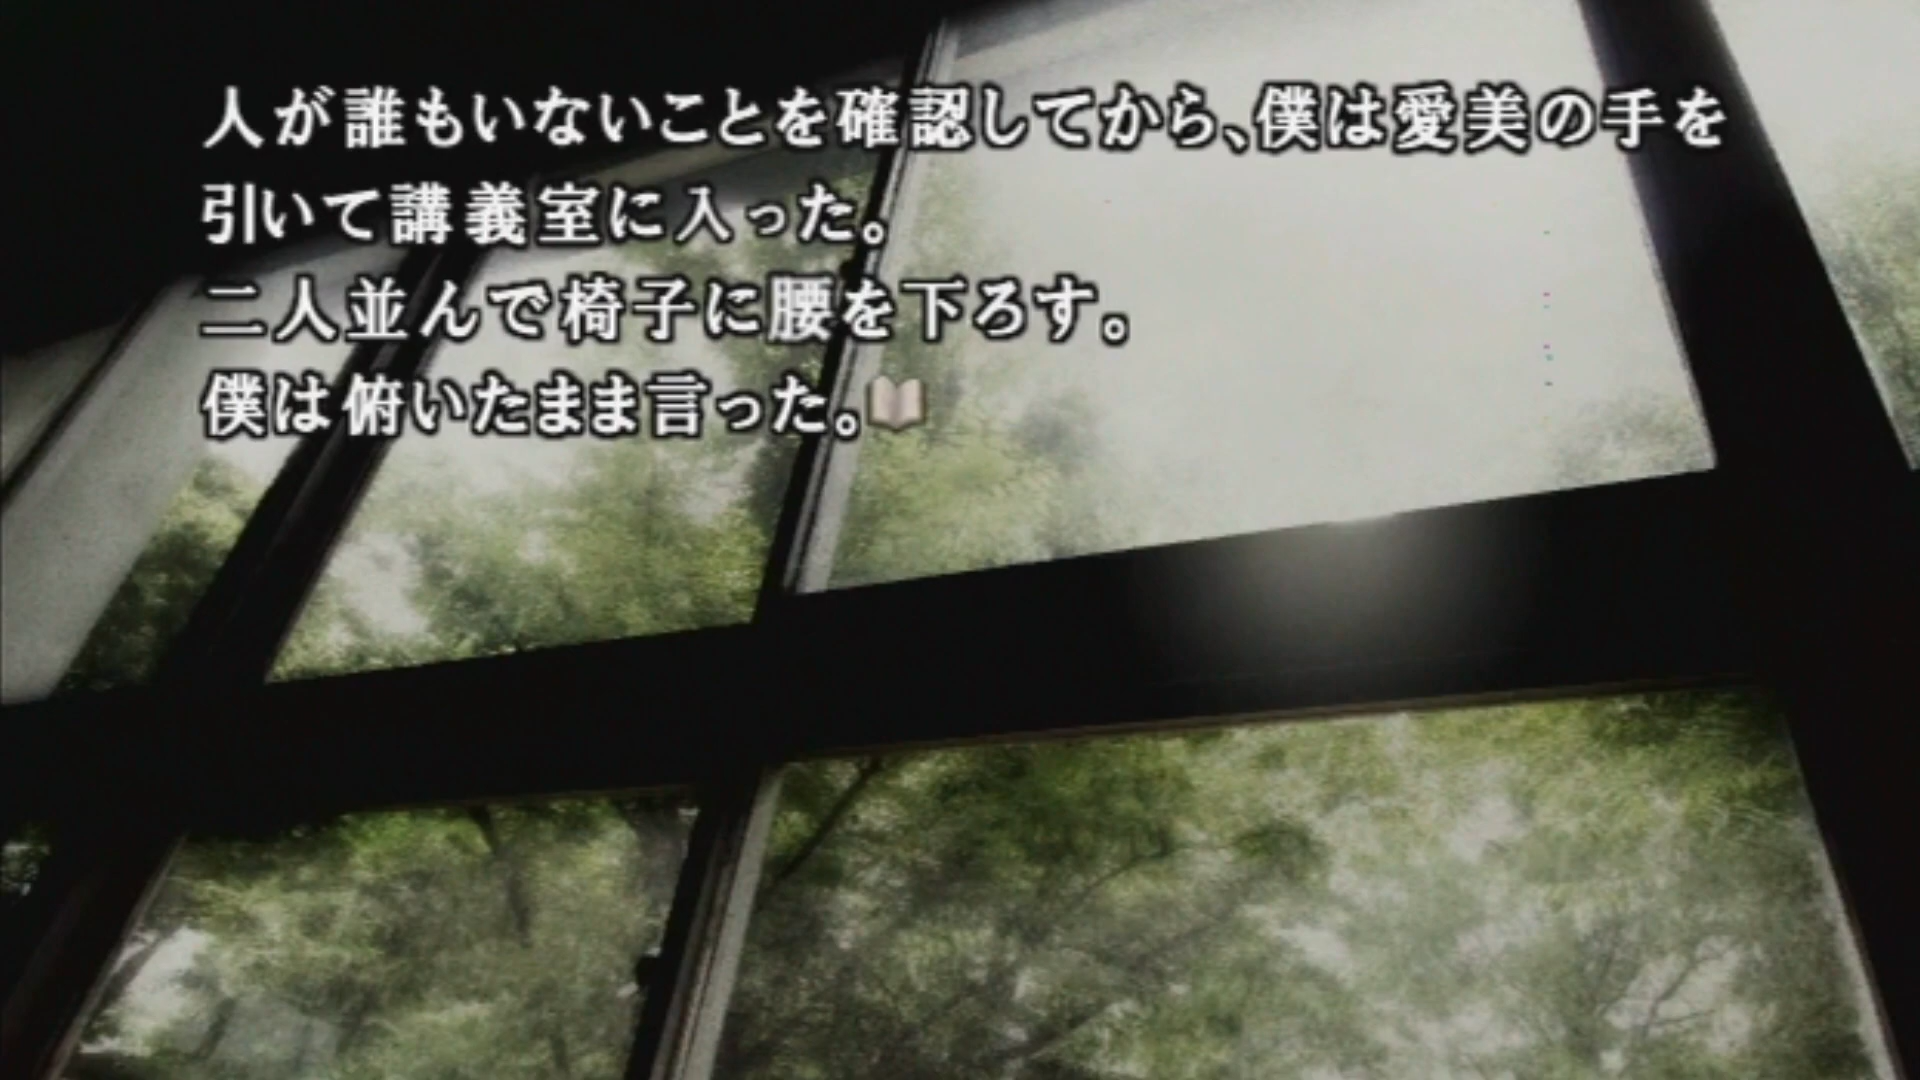 人が誰もいないことを確認してから、僕は愛美の手を
引いて講義室に入った。
二人並んで椅子に腰を下ろす。
僕は俯いたまま言った。